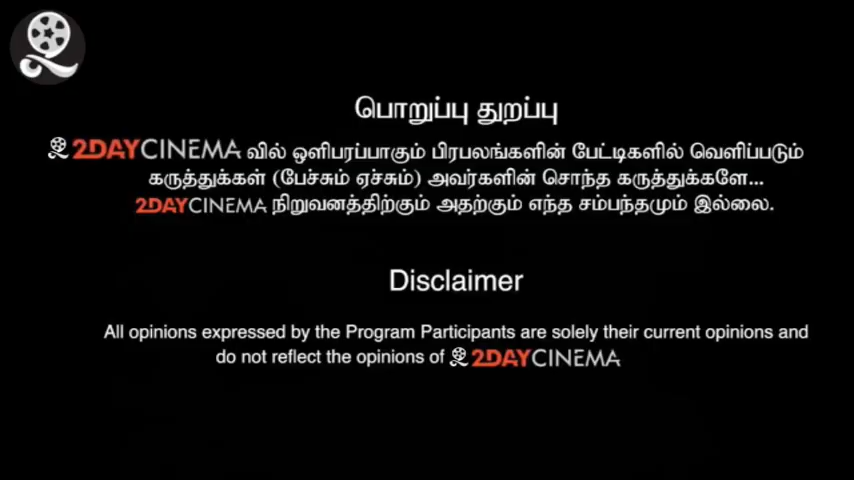 பொறுப்பு துறப்பு
2DAYCINEMA வில் ஒளிபரப்பாகும் பிரபலங்களின் பேட்டிகளில் வெளிப்படும்
கருத்துக்கள் (பேச்சும் ஏச்சும்) அவர்களின் சொந்த கருத்துக்களே...
2DAYCINEMA நிறுவனத்திற்கும் அதற்கும் எந்த சம்பந்தமும் இல்லை.
Disclaimer
All opinions expressed by the Program Participants are solely their current opinions and
do not reflect the opinions of 2DAYCINEMA